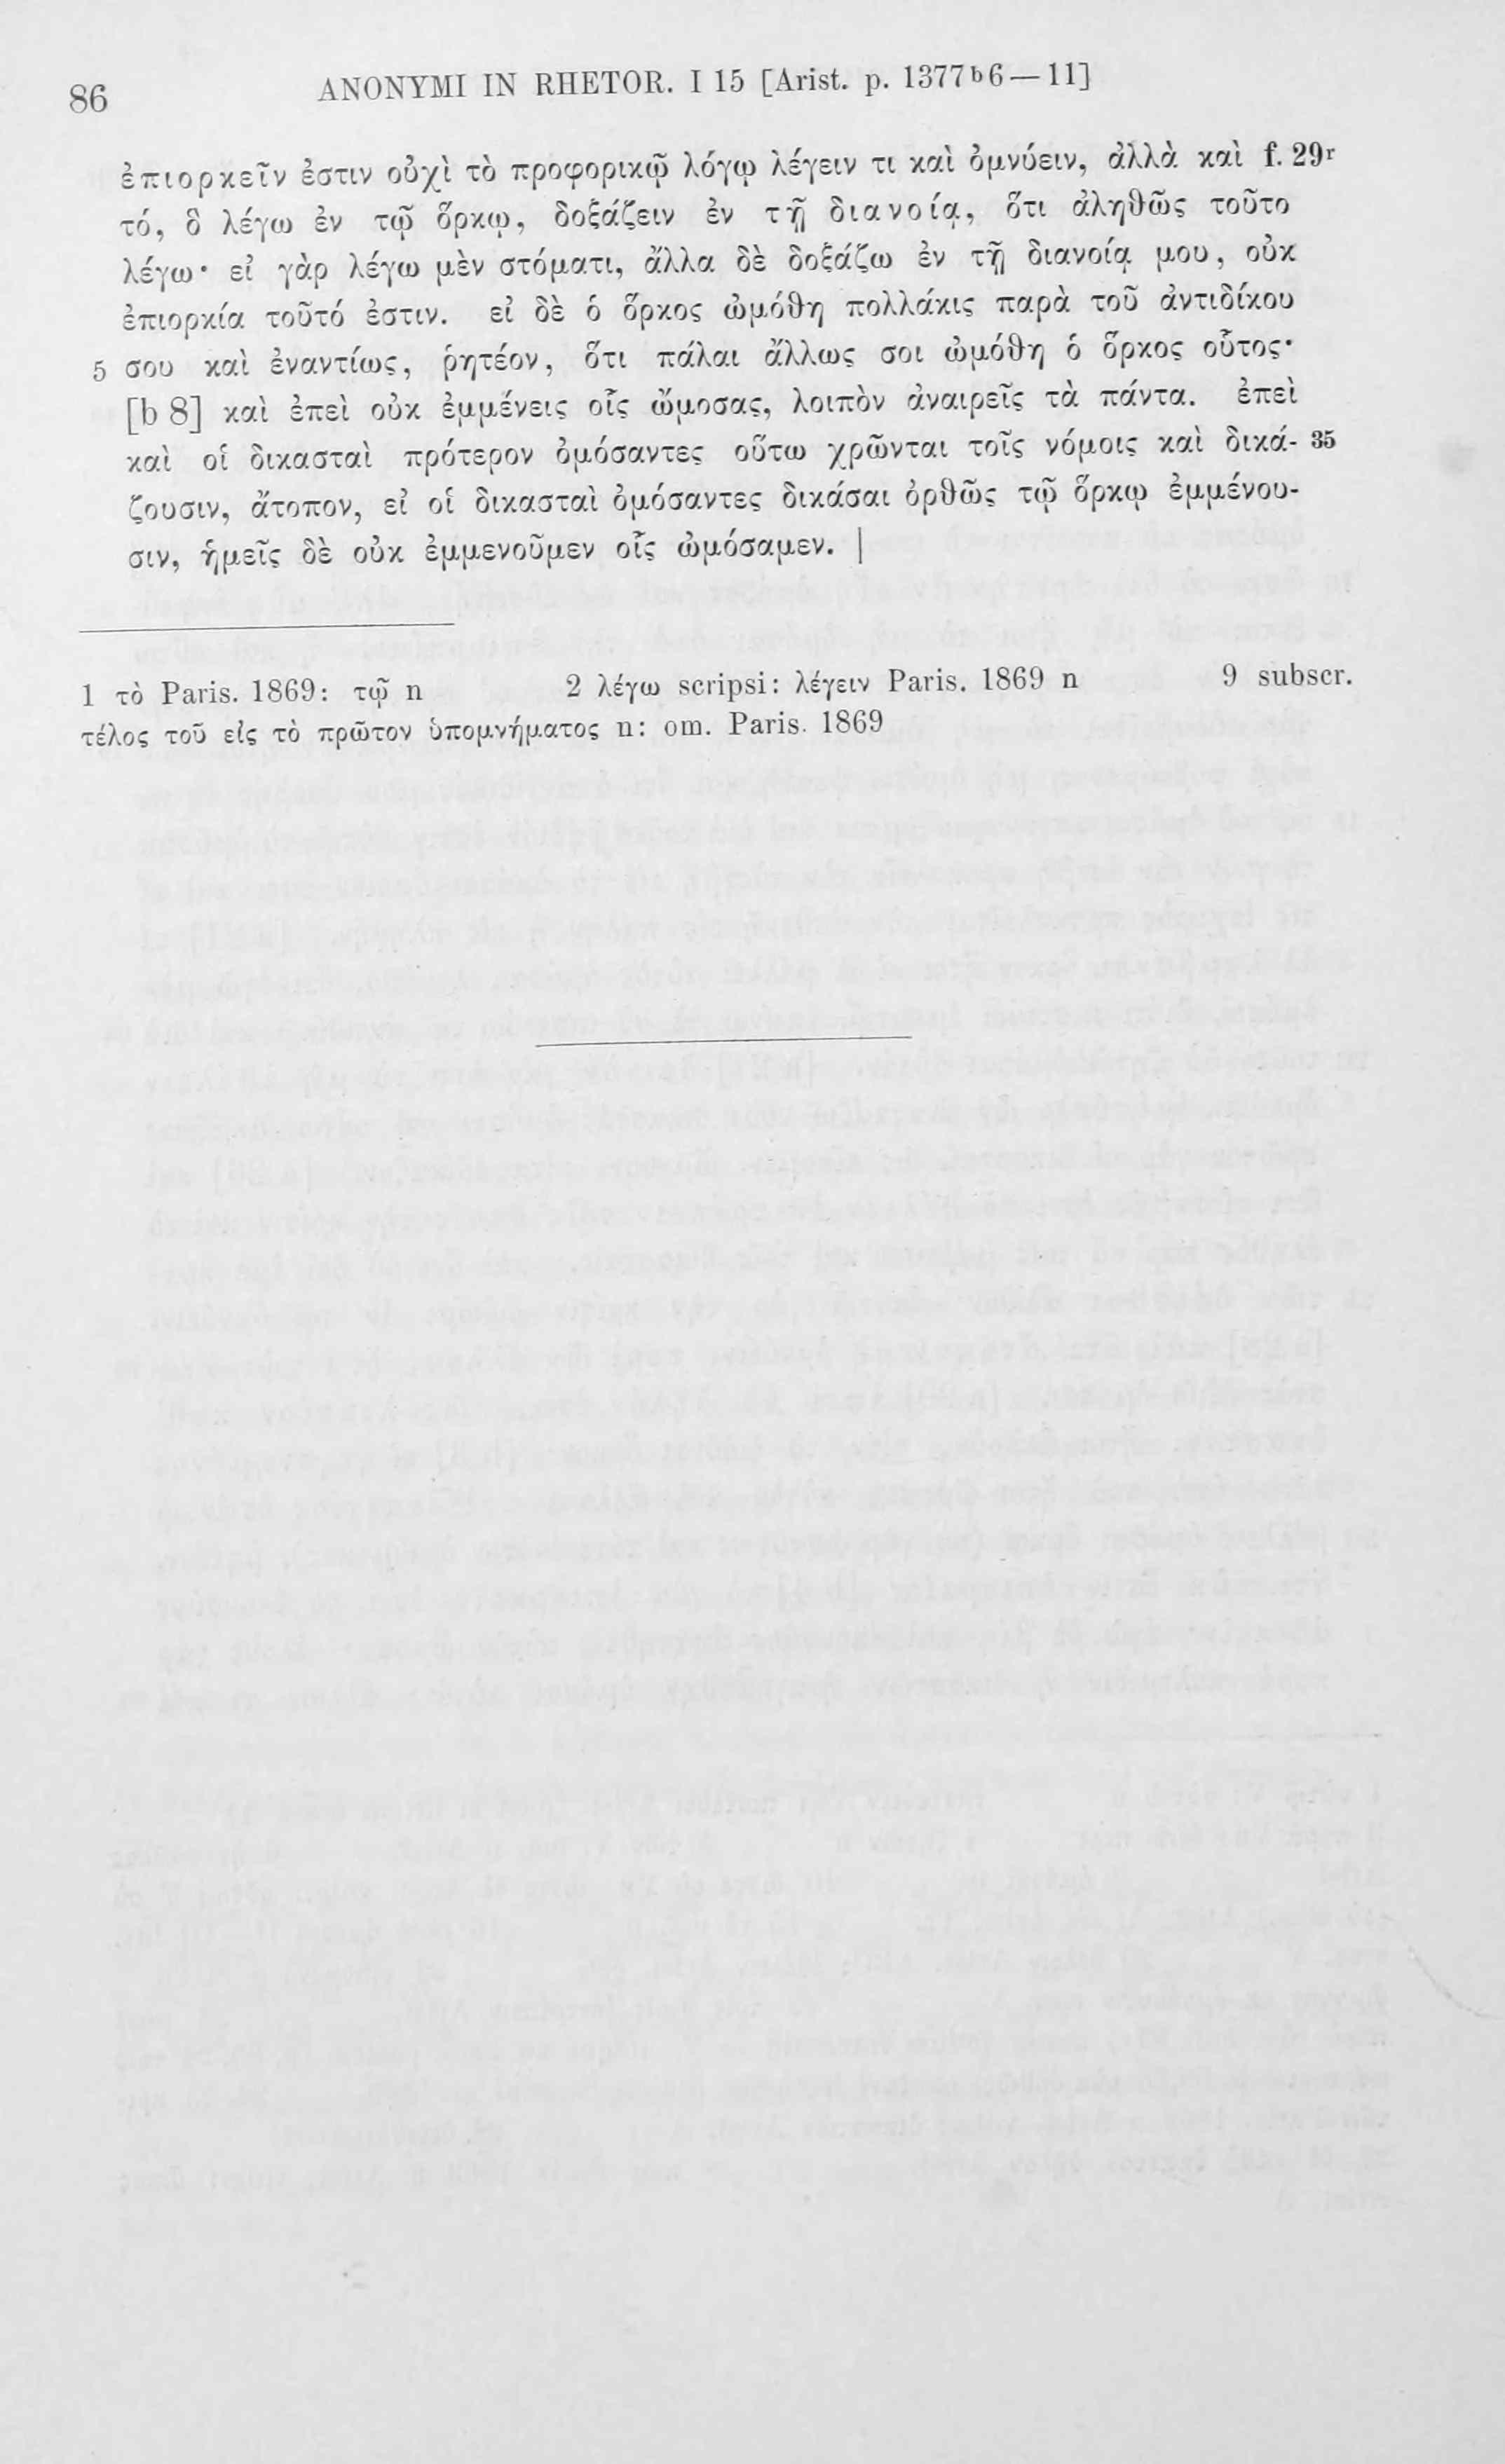 86 ANONYMI IN RHETOR. I 15 [Arist. p. 1377ᵇ6—11]
ἐπιορκεῖν ἐστιν οὐχὶ τὸ προφορικῷ λόγῳ λέγειν τι καὶ ὀμνύειν, ἀλλὰ καὶ f. 29ʳ
τό, ὃ λέγω ἐν τῷ ὅρκῳ, δοξάζειν ἐν τῇ διανοίᾳ, ὅτι ἀληθῶς τοῦτο
λέγω· εἰ γὰρ λέγω μὲν στόματι, ἄλλα δὲ δοξάζω ἐν τῇ διανοίᾳ μου, οὐκ
ἐπιορκία τοῦτό ἐστιν. εἰ δὲ ὁ ὅρκος ὠμόθη πολλάκις παρὰ τοῦ ἀντιδίκου
5 σου καὶ ἐναντίως, ῥητέον, ὅτι πάλαι ἄλλως σοι ὠμόθη ὁ ὅρκος οὗτος·
[b 8] καὶ ἐπεὶ οὐκ ἐμμένεις οἷς ὤμοσας, λοιπὸν ἀναιρεῖς τὰ πάντα. ἐπεὶ
καὶ οἱ δικασταὶ πρότερον ὀμόσαντες οὕτω χρῶνται τοῖς νόμοις καὶ δικά- 35
ζουσιν, ἄτοπον, εἰ οἱ δικασταὶ ὀμόσαντες δικάσαι ὀρθῶς τῷ ὅρκῳ ἐμμένου-
σιν, ἡμεῖς δὲ οὐκ ἐμμενοῦμεν οἷς ὠμόσαμεν. |
1 τὸ Paris. 1869: τῷ n 2 λέγω scripsi: λέγειν Paris. 1869 n 9 subscr.
τέλος τοῦ εἰς τὸ πρῶτον ὑπομνήματος n: om. Paris. 1869